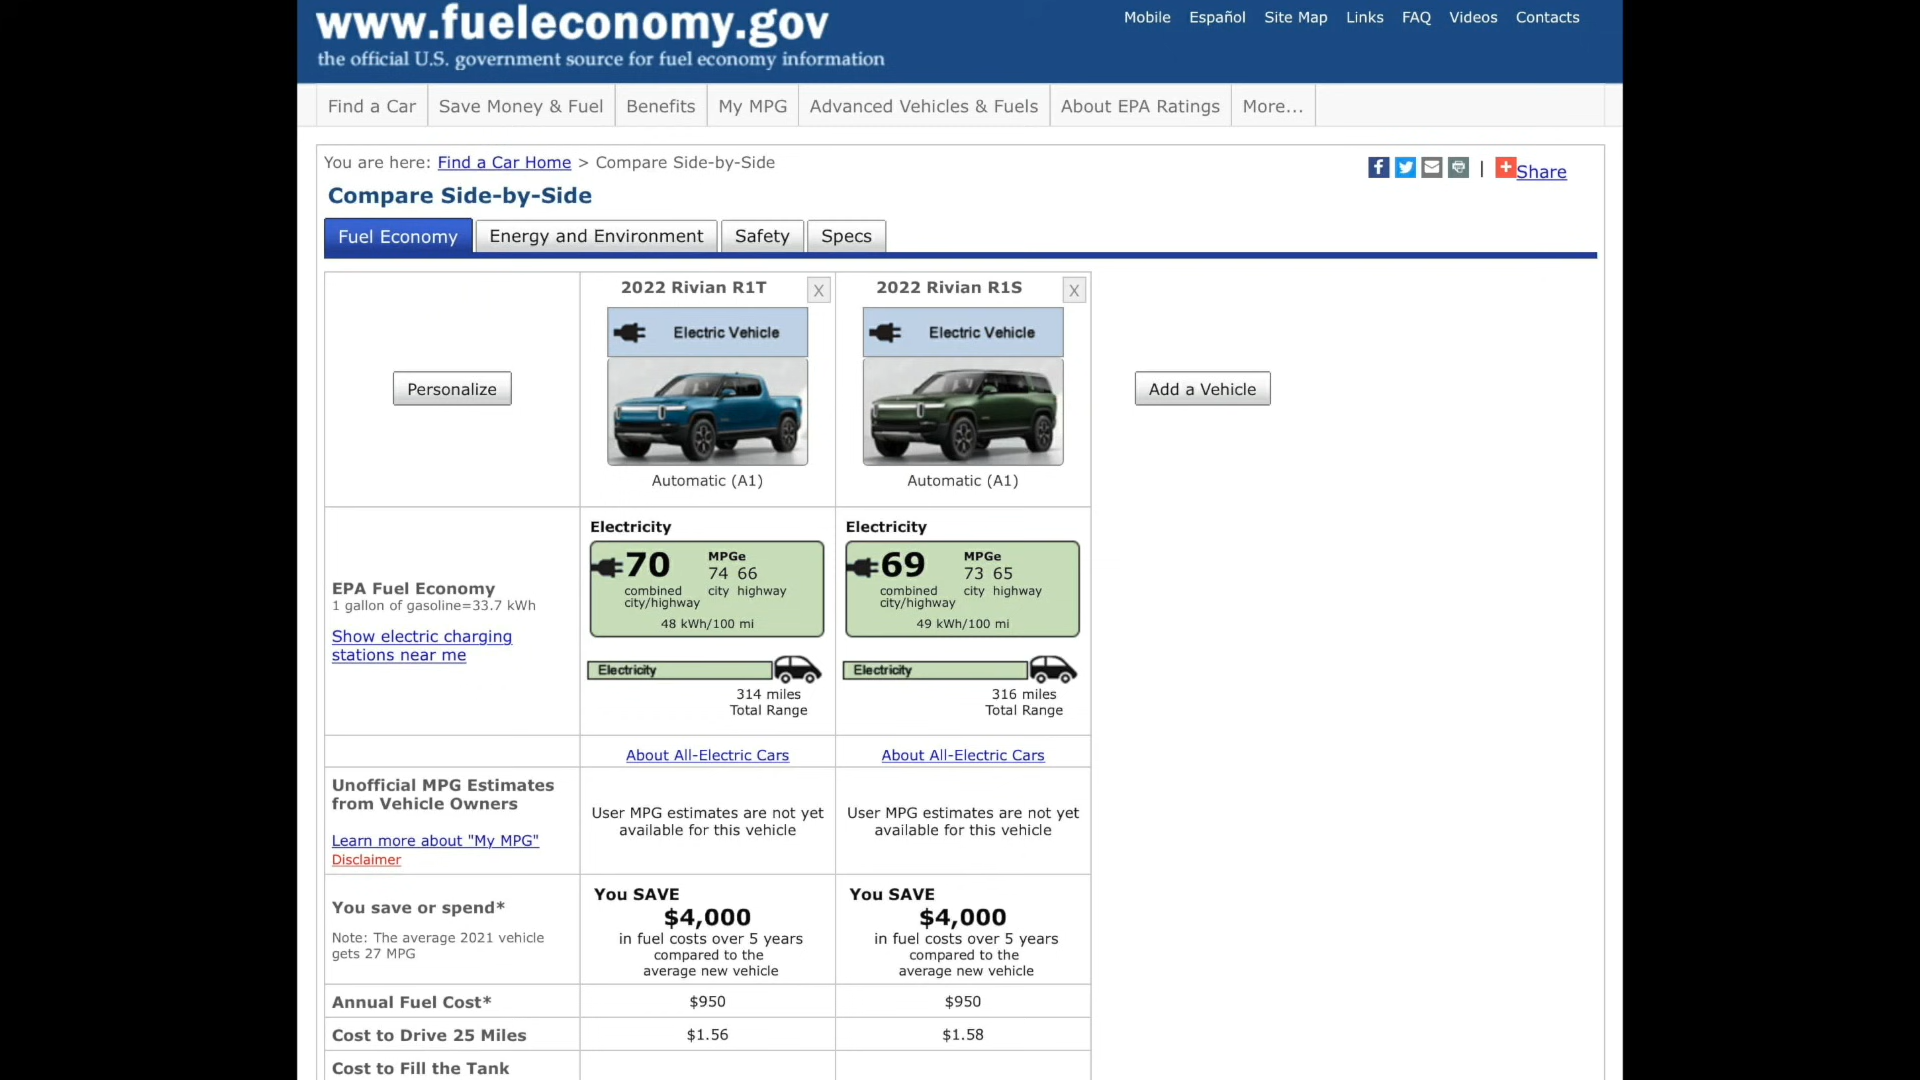 www.fueleconomy.gov
the official U.S. government source for fuel economy information
Mobile Español Site Map Links FAQ Videos Contacts
Find a Car Save Money & Fuel Benefits My MPG Advanced Vehicles & Fuels About EPA Ratings More...
You are here: Find a Car Home > Compare Side-by-Side
| Share
Compare Side-by-Side
Fuel Economy Energy and Environment Safety Specs
2022 Rivian R1T X 2022 Rivian R1S X
Electric Vehicle Electric Vehicle
Personalize Add a Vehicle
Automatic (A1) Automatic (A1)
EPA Fuel Economy
1 gallon of gasoline=33.7 kWh
Show electric charging
stations near me
Electricity
70 MPGe
74 66
combined city highway
city/highway
48 kWh/100 mi
Electricity
314 miles
Total Range
Electricity
69 MPGe
73 65
combined city highway
city/highway
49 kWh/100 mi
Electricity
316 miles
Total Range
About All-Electric Cars About All-Electric Cars
Unofficial MPG Estimates
from Vehicle Owners
Learn more about "My MPG"
Disclaimer
User MPG estimates are not yet
available for this vehicle
User MPG estimates are not yet
available for this vehicle
You save or spend*
Note: The average 2021 vehicle
gets 27 MPG
You SAVE
$4,000
in fuel costs over 5 years
compared to the
average new vehicle
You SAVE
$4,000
in fuel costs over 5 years
compared to the
average new vehicle
Annual Fuel Cost* $950 $950
Cost to Drive 25 Miles $1.56 $1.58
Cost to Fill the Tank